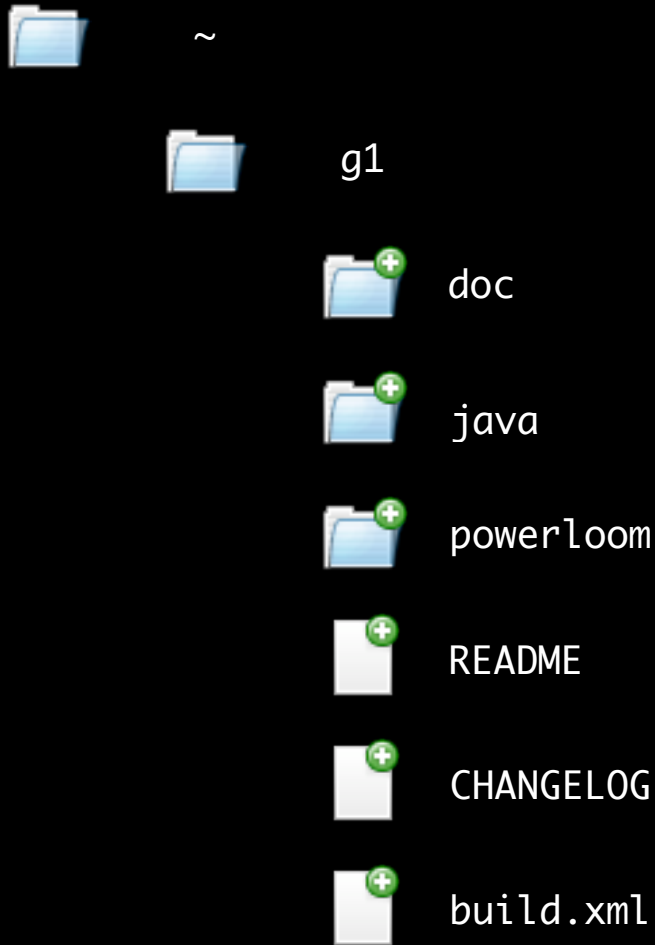 ~
g1
doc
java
powerloom
README
CHANGELOG
build.xml